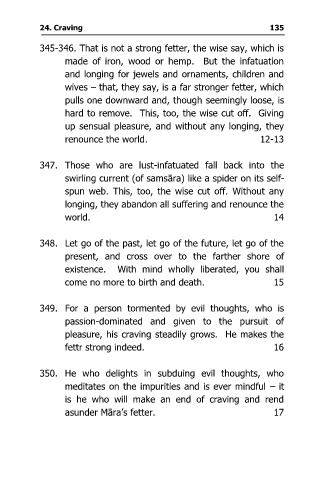 24. Craving 135
345-346. That is not a strong fetter, the wise say, which is
made of iron, wood or hemp. But the infatuation
and longing for jewels and ornaments, children and
wives – that, they say, is a far stronger fetter, which
pulls one downward and, though seemingly loose, is
hard to remove. This, too, the wise cut off. Giving
up sensual pleasure, and without any longing, they
renounce the world. 12-13
347. Those who are lust-infatuated fall back into the
swirling current (of samsāra) like a spider on its self-
spun web. This, too, the wise cut off. Without any
longing, they abandon all suffering and renounce the
world. 14
348. Let go of the past, let go of the future, let go of the
present, and cross over to the farther shore of
existence. With mind wholly liberated, you shall
come no more to birth and death. 15
349. For a person tormented by evil thoughts, who is
passion-dominated and given to the pursuit of
pleasure, his craving steadily grows. He makes the
fettr strong indeed. 16
350. He who delights in subduing evil thoughts, who
meditates on the impurities and is ever mindful – it
is he who will make an end of craving and rend
asunder Māra’s fetter. 17